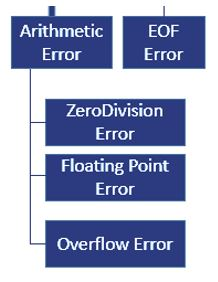 Arithmetic
Error
EOF
Error
ZeroDivision
Error
Floating Point
Error
Overflow Error